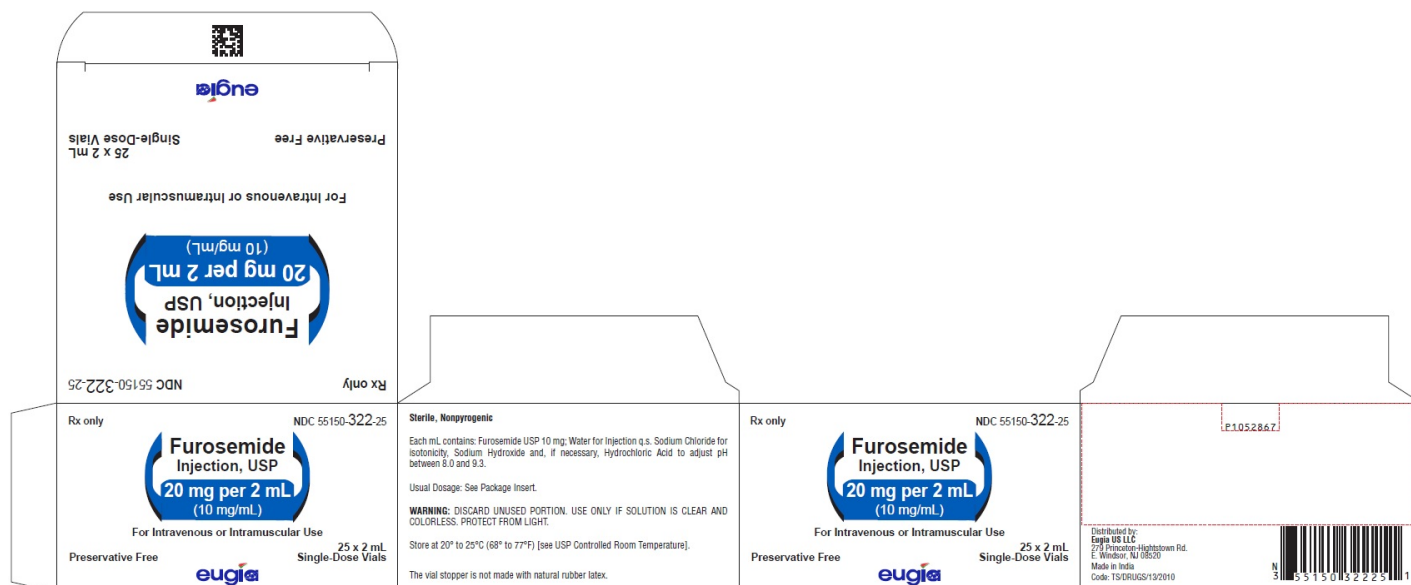 eugia
Preservative Free
25 x 2 mL
Single-Dose Vials
For Intravenous or Intramuscular Use
(10 mg/mL)
20 mg per 2 mL
Injection, USP
Furosemide
Rx only
NDC 55150-322-25
Rx only
NDC 55150-322-25
Furosemide
Injection, USP
20 mg per 2 mL
(10 mg/mL)
For Intravenous or Intramuscular Use
Preservative Free
25 x 2 mL
Single-Dose Vials
eugia
Sterile, Nonpyrogenic
Each mL contains: Furosemide USP 10 mg; Water for Injection q.s. Sodium Chloride for
isotonicity, Sodium Hydroxide and, if necessary, Hydrochloric Acid to adjust pH
between 8.0 and 9.3.
Usual Dosage: See Package Insert.
WARNING: DISCARD UNUSED PORTION. USE ONLY IF SOLUTION IS CLEAR AND
COLORLESS. PROTECT FROM LIGHT.
Store at 20° to 25°C (68° to 77°F) [see USP Controlled Room Temperature].
The vial stopper is not made with natural rubber latex.
Rx only
NDC 55150-322-25
Furosemide
Injection, USP
20 mg per 2 mL
(10 mg/mL)
For Intravenous or Intramuscular Use
Preservative Free
25 x 2 mL
Single-Dose Vials
eugia
P1052867
Distributed by:
Eugia US LLC
279 Princeton-Hightstown Rd.
E. Windsor, NJ 08520
Made in India
Code: TS/DRUGS/13/2010
N
3 55150 32225 1